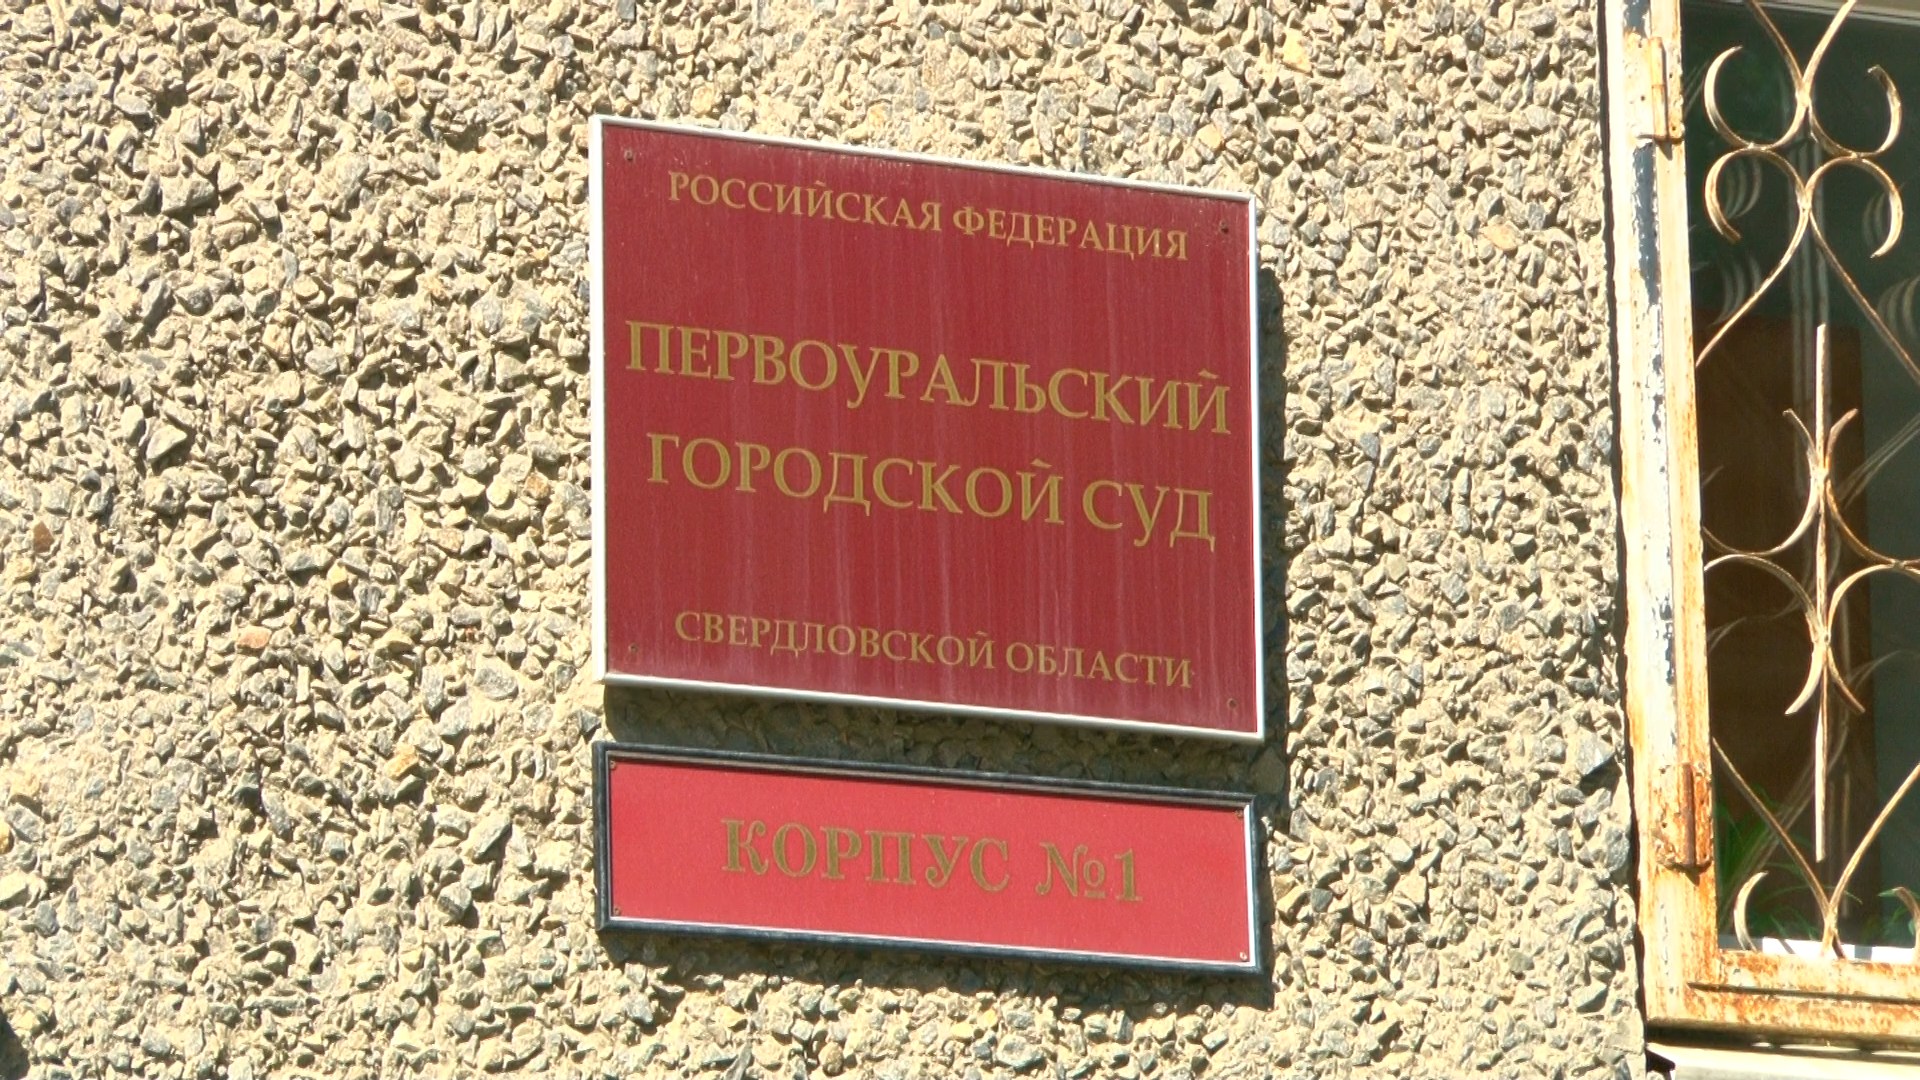 РОССИЙСКАЯ ФЕДЕРАЦИЯ
ПЕРВОУРАЛЬСКИЙ
ГОРОДСКОЙ СУД
СВЕРДЛОВСКОЙ ОБЛАСТИ
КОРПУС №1